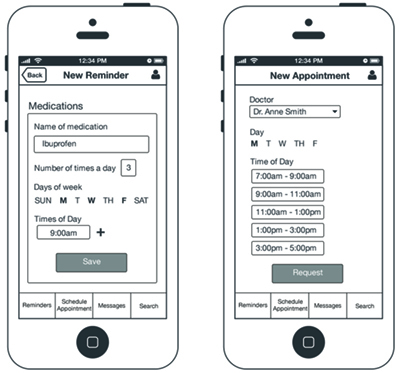 12:34 PM
Back New Reminder
Medications
Name of medication
Ibuprofen
Number of times a day 3
Days of week
SUN M T W TH F SAT
Times of Day
9:00am +
Save
Reminders Schedule Appointment Messages Search
12:34 PM
New Appointment
Doctor
Dr. Anne Smith
Day
M T W TH F
Time of Day
7:00am - 9:00am
9:00am - 11:00am
11:00am - 1:00pm
1:00pm - 3:00pm
3:00pm - 5:00pm
Request
Reminders Schedule Appointment Messages Search